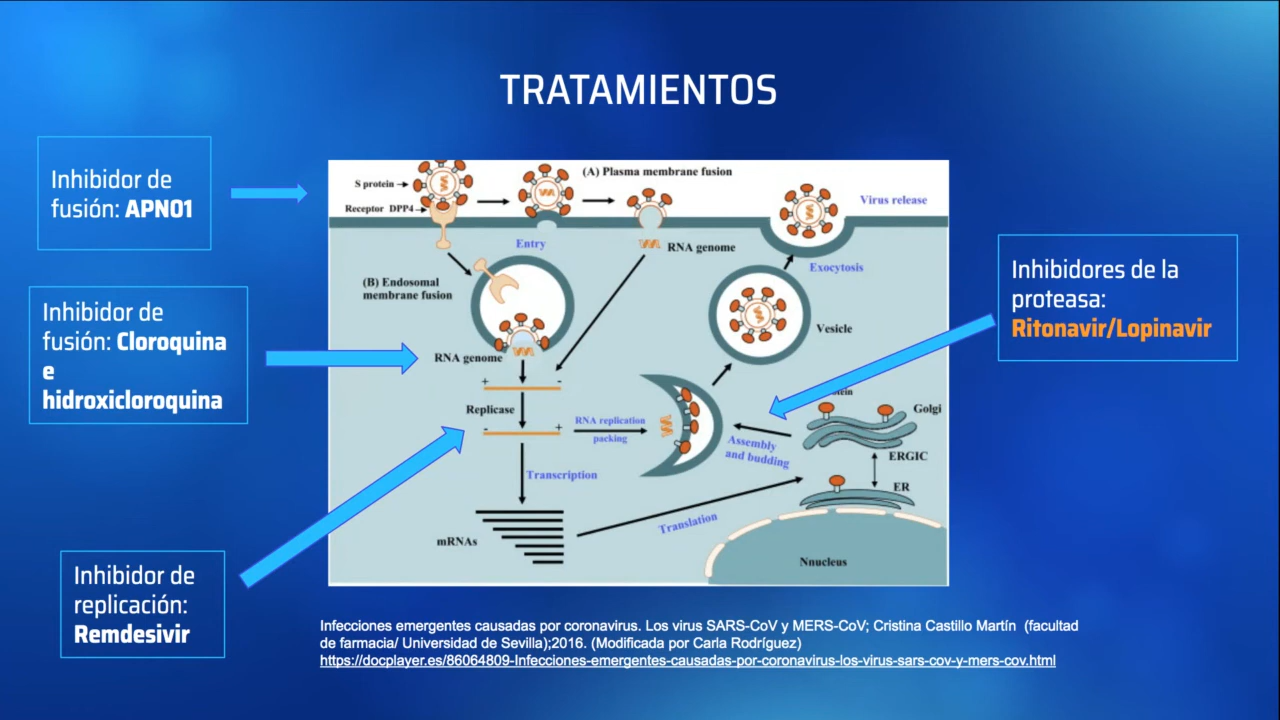 TRATAMIENTOS
Inhibidor de
fusión: APN01
Inhibidor de
fusión: Cloroquina
e
hidroxicloroquina
Inhibidor de
replicación:
Remdesivir
(A) Plasma membrane fusion
S protein
Receptor DPP4
Entry
RNA genome
Virus release
Exocytosis
(B) Endosomal
membrane fusion
RNA genome
Vesicle
+ -
Replicase
- +
RNA replication
packing
Transcription
mRNAs
Translation
Assembly
and budding
Golgi
ERGIC
ER
Nnucleus
Inhibidores de la
proteasa:
Ritonavir/Lopinavir
Infecciones emergentes causadas por coronavirus. Los virus SARS-CoV y MERS-CoV; Cristina Castillo Martín (facultad
de farmacia/ Universidad de Sevilla);2016. (Modificada por Carla Rodríguez)
https://docplayer.es/86064809-Infecciones-emergentes-causadas-por-coronavirus-los-virus-sars-cov-y-mers-cov.html